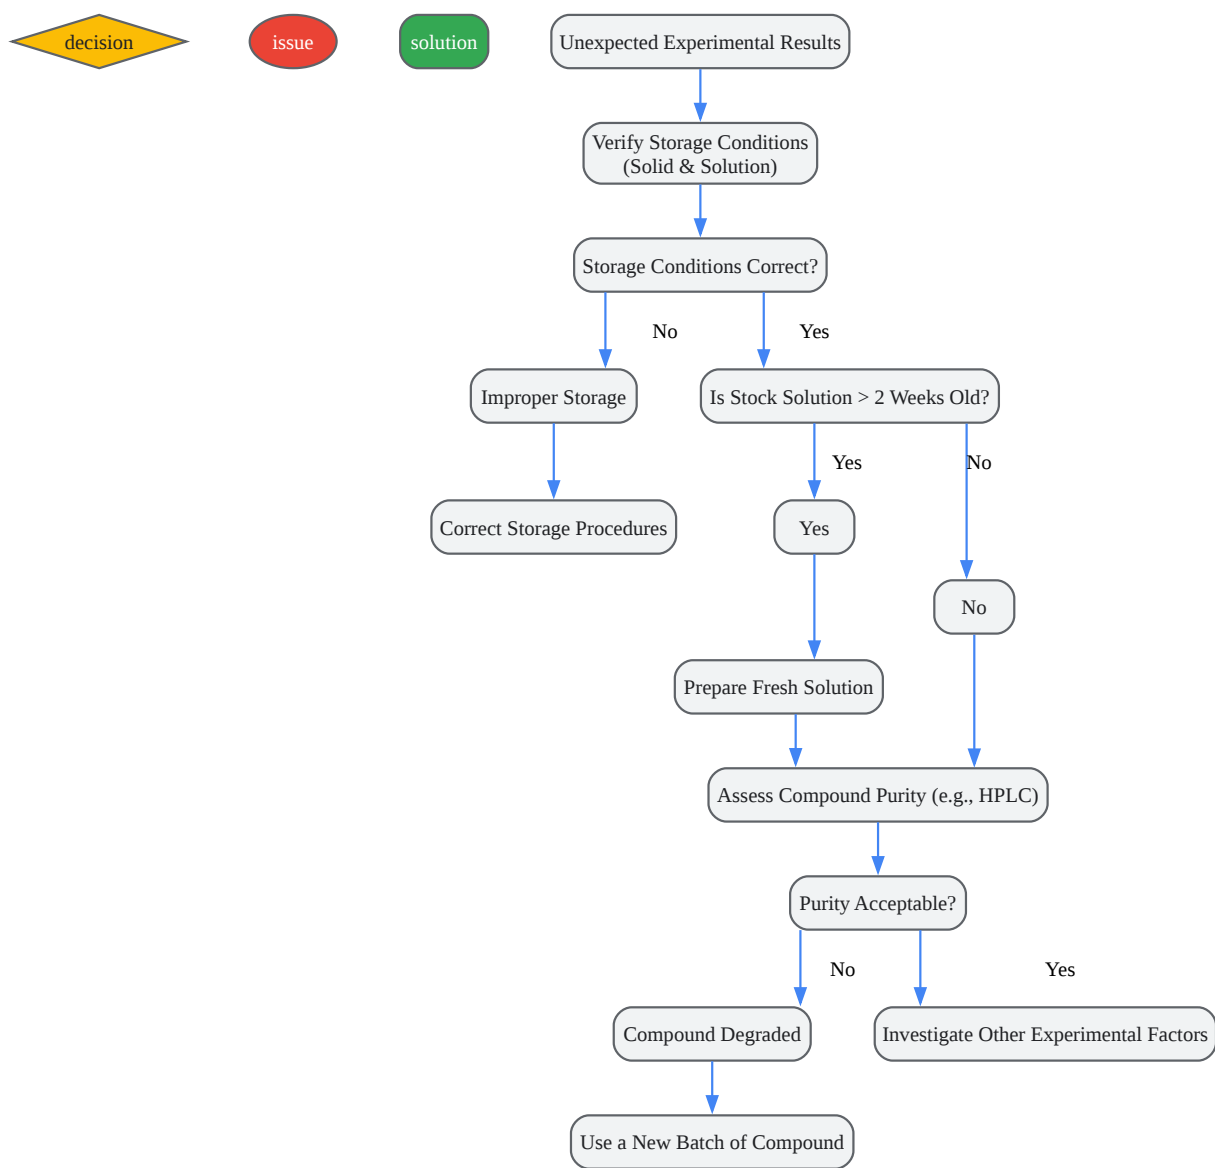 decision
issue
solution
Unexpected Experimental Results
Verify Storage Conditions
(Solid & Solution)
Storage Conditions Correct?
No
Yes
Improper Storage
Is Stock Solution > 2 Weeks Old?
Yes
No
Correct Storage Procedures
Yes
No
Prepare Fresh Solution
Assess Compound Purity (e.g., HPLC)
Purity Acceptable?
No
Yes
Compound Degraded
Investigate Other Experimental Factors
Use a New Batch of Compound